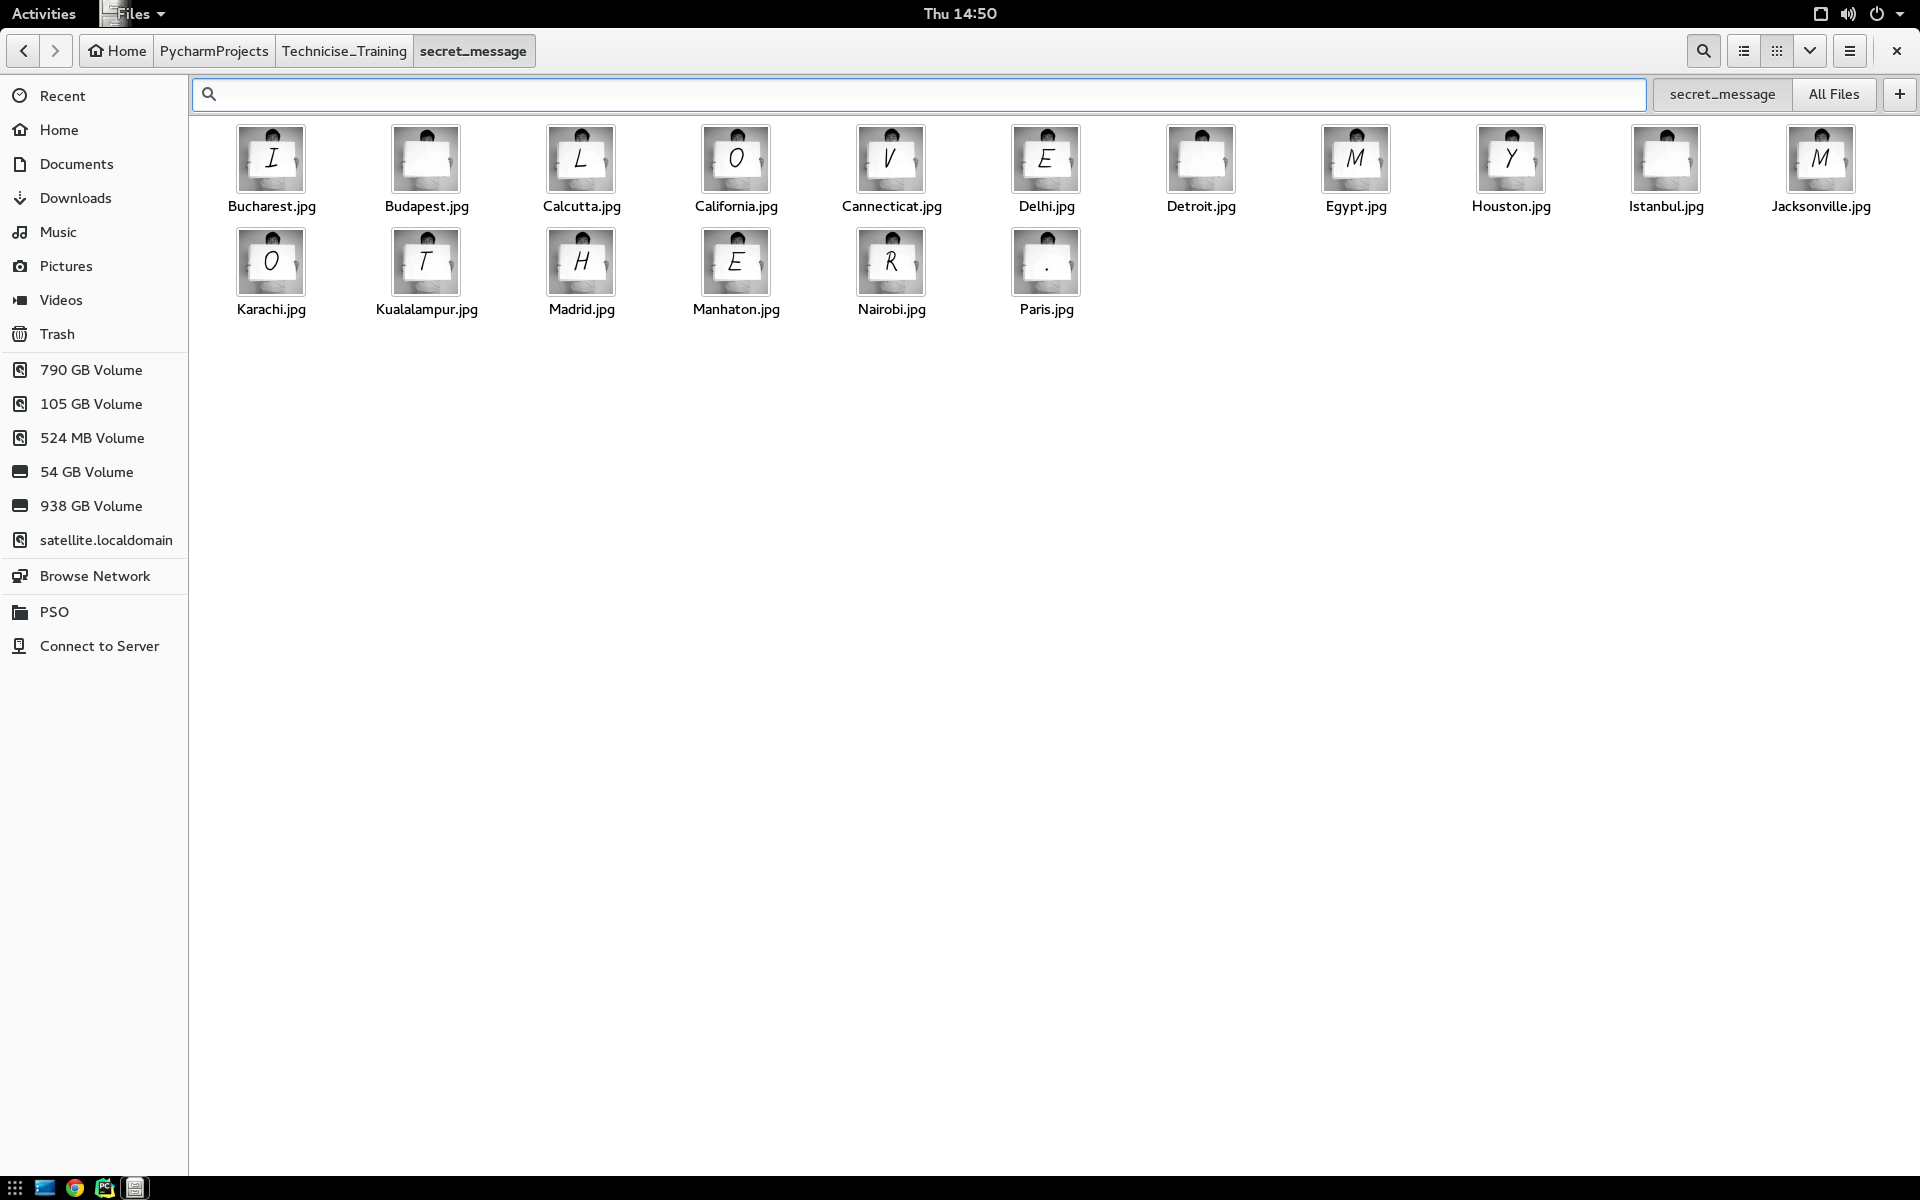 Activities Files Thu 14:50
Home PycharmProjects Technicise_Training secret_message
Recent
Home
Documents
Downloads
Music
Pictures
Videos
Trash
790 GB Volume
105 GB Volume
524 MB Volume
54 GB Volume
938 GB Volume
satellite.localdomain
Browse Network
PSO
Connect to Server
secret_message All Files +
I L O V E M Y M
Bucharest.jpg Budapest.jpg Calcutta.jpg California.jpg Cannecticat.jpg Delhi.jpg Detroit.jpg Egypt.jpg Houston.jpg Istanbul.jpg Jacksonville.jpg
O T H E R .
Karachi.jpg Kualalampur.jpg Madrid.jpg Manhaton.jpg Nairobi.jpg Paris.jpg
PC